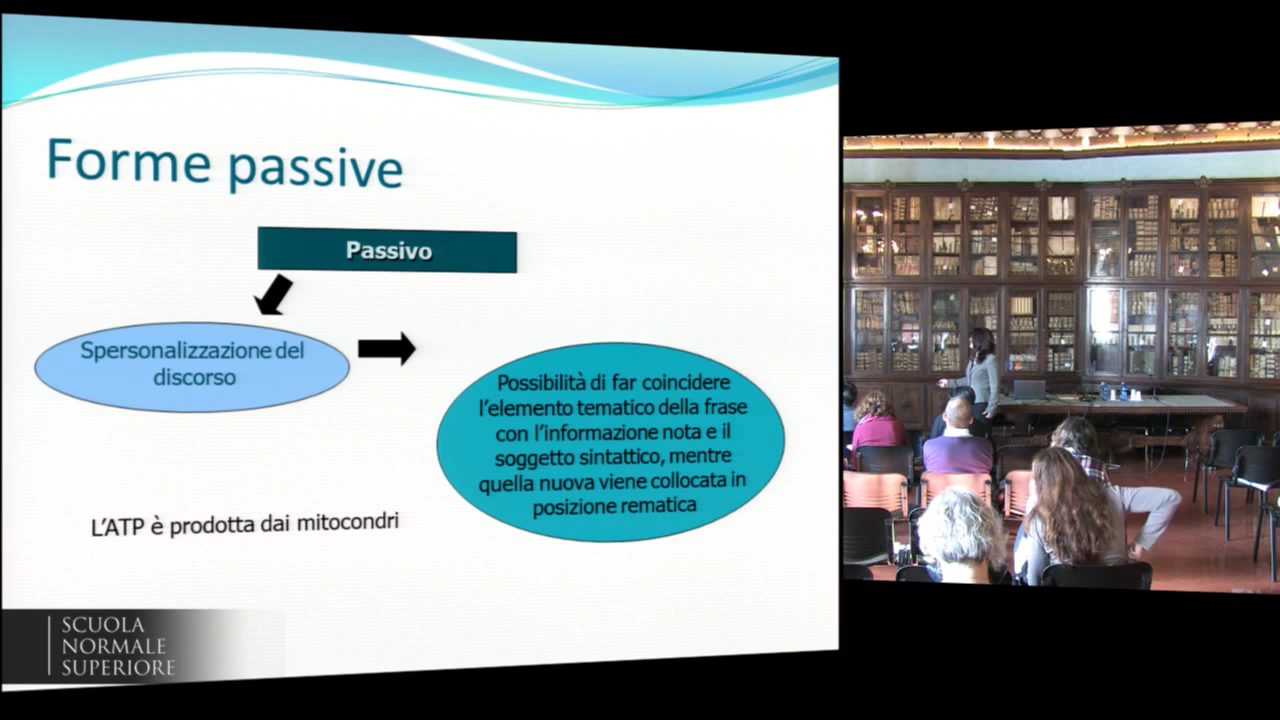 Forme passive
Passivo
Spersonalizzazione del
discorso
Possibilità di far coincidere
l'elemento tematico della frase
con l'informazione nota e il
soggetto sintattico, mentre
quella nuova viene collocata in
posizione rematica
L'ATP è prodotta dai mitocondri
SCUOLA
NORMALE
SUPERIORE